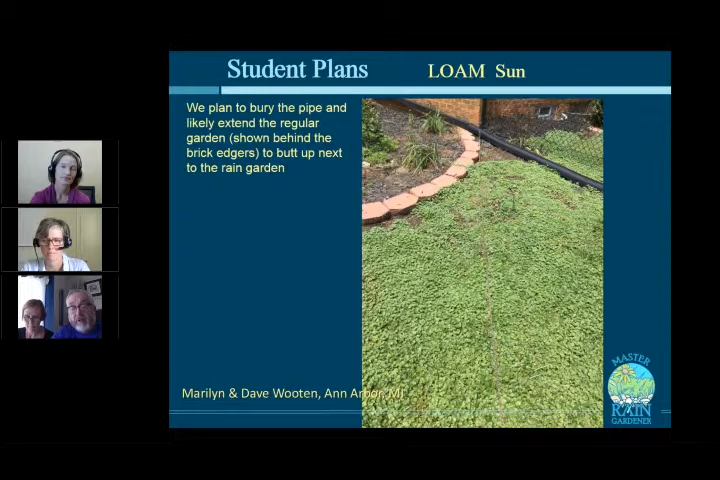 Student Plans LOAM Sun
We plan to bury the pipe and
likely extend the regular
garden (shown behind the
brick edgers) to butt up next
to the rain garden
Marilyn & Dave Wooten, Ann Arbor, MI
MASTER
RAIN
GARDENER